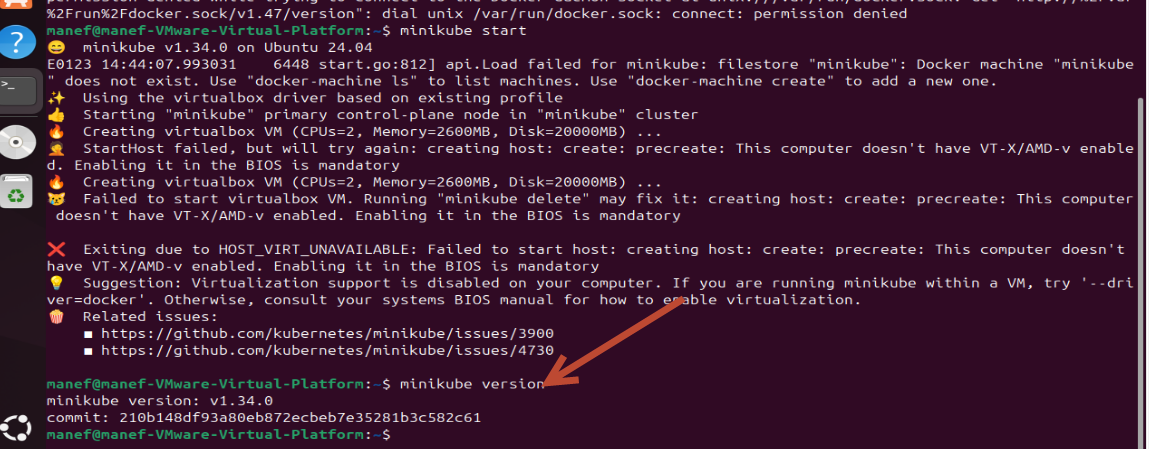 %2Frun%2Fdocker.sock/v1.47/version": dial unix /var/run/docker.sock: connect: permission denied
manef@manef-VMware-Virtual-Platform:~$ minikube start
😄  minikube v1.34.0 on Ubuntu 24.04
E0123 14:44:07.993031    6448 start.go:812] api.Load failed for minikube: filestore "minikube": Docker machine "minikube
" does not exist. Use "docker-machine ls" to list machines. Use "docker-machine create" to add a new one.
✨  Using the virtualbox driver based on existing profile
👍  Starting "minikube" primary control-plane node in "minikube" cluster
🔥  Creating virtualbox VM (CPUs=2, Memory=2600MB, Disk=20000MB) ...
🤦  StartHost failed, but will try again: creating host: create: precreate: This computer doesn't have VT-X/AMD-v enable
d. Enabling it in the BIOS is mandatory
🔥  Creating virtualbox VM (CPUs=2, Memory=2600MB, Disk=20000MB) ...
😿  Failed to start virtualbox VM. Running "minikube delete" may fix it: creating host: create: precreate: This computer
 doesn't have VT-X/AMD-v enabled. Enabling it in the BIOS is mandatory
❌  Exiting due to HOST_VIRT_UNAVAILABLE: Failed to start host: creating host: create: precreate: This computer doesn't
have VT-X/AMD-v enabled. Enabling it in the BIOS is mandatory
💡  Suggestion: Virtualization support is disabled on your computer. If you are running minikube within a VM, try '--dri
ver=docker'. Otherwise, consult your systems BIOS manual for how to enable virtualization.
🍿  Related issues:
    ▪ https://github.com/kubernetes/minikube/issues/3900
    ▪ https://github.com/kubernetes/minikube/issues/4730
manef@manef-VMware-Virtual-Platform:~$ minikube version
minikube version: v1.34.0
commit: 210b148df93a80eb872ecbeb7e35281b3c582c61
manef@manef-VMware-Virtual-Platform:~$